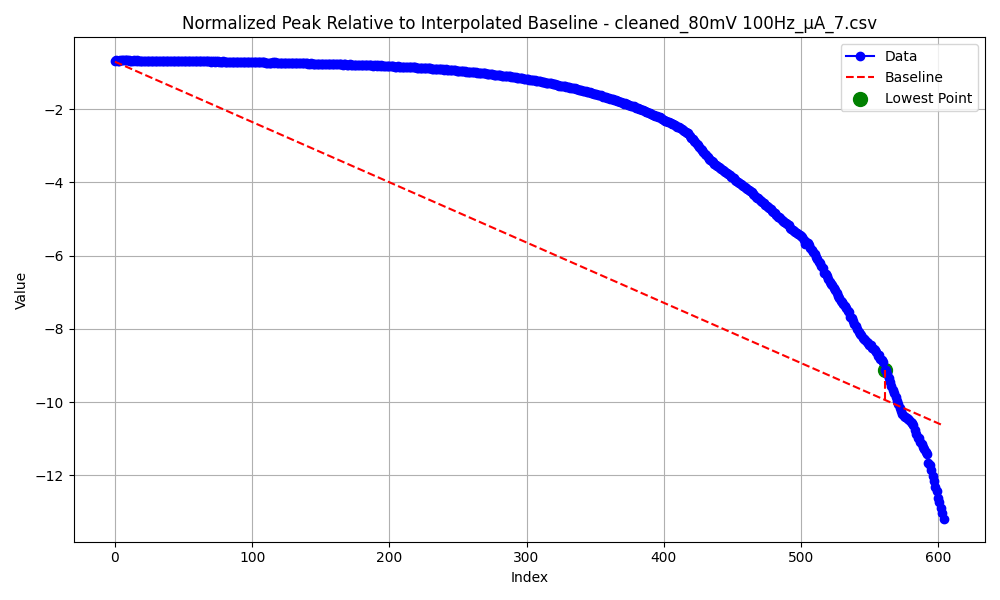 Normalized Peak Relative to Interpolated Baseline - cleaned_80mV 100Hz_µA_7.csv
Data
Baseline
Lowest Point
Value
−2
−4
−6
−8
−10
−12
0 100 200 300 400 500 600
Index